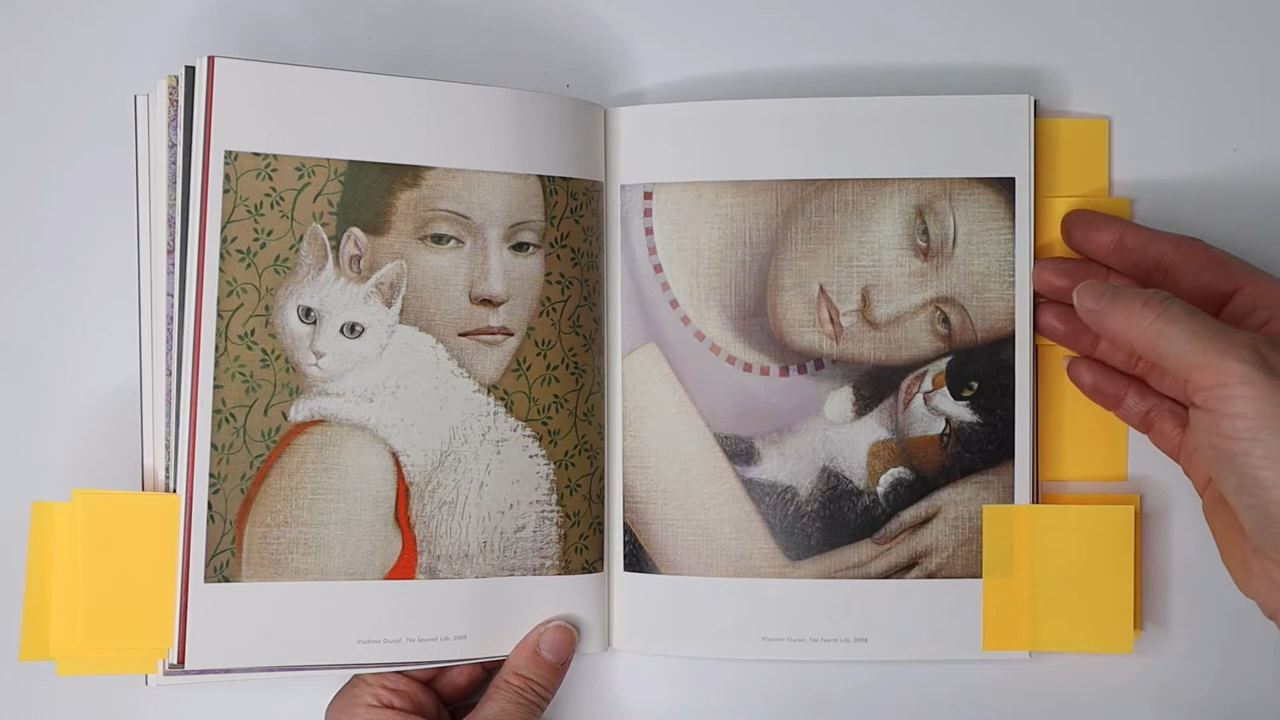 Vladimir Dunjić, The Seventh Life, 2009
Vladimir Dunjić, The Fourth Life, 2008